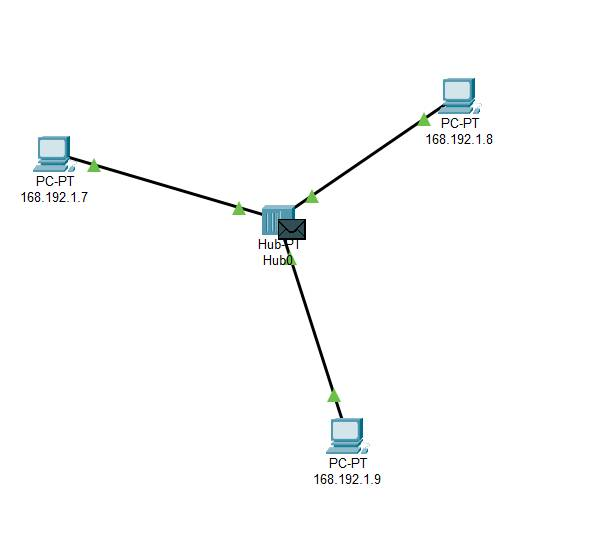 PC-PT
168.192.1.8
PC-PT
168.192.1.7
Hub-PT
Hub0
PC-PT
168.192.1.9